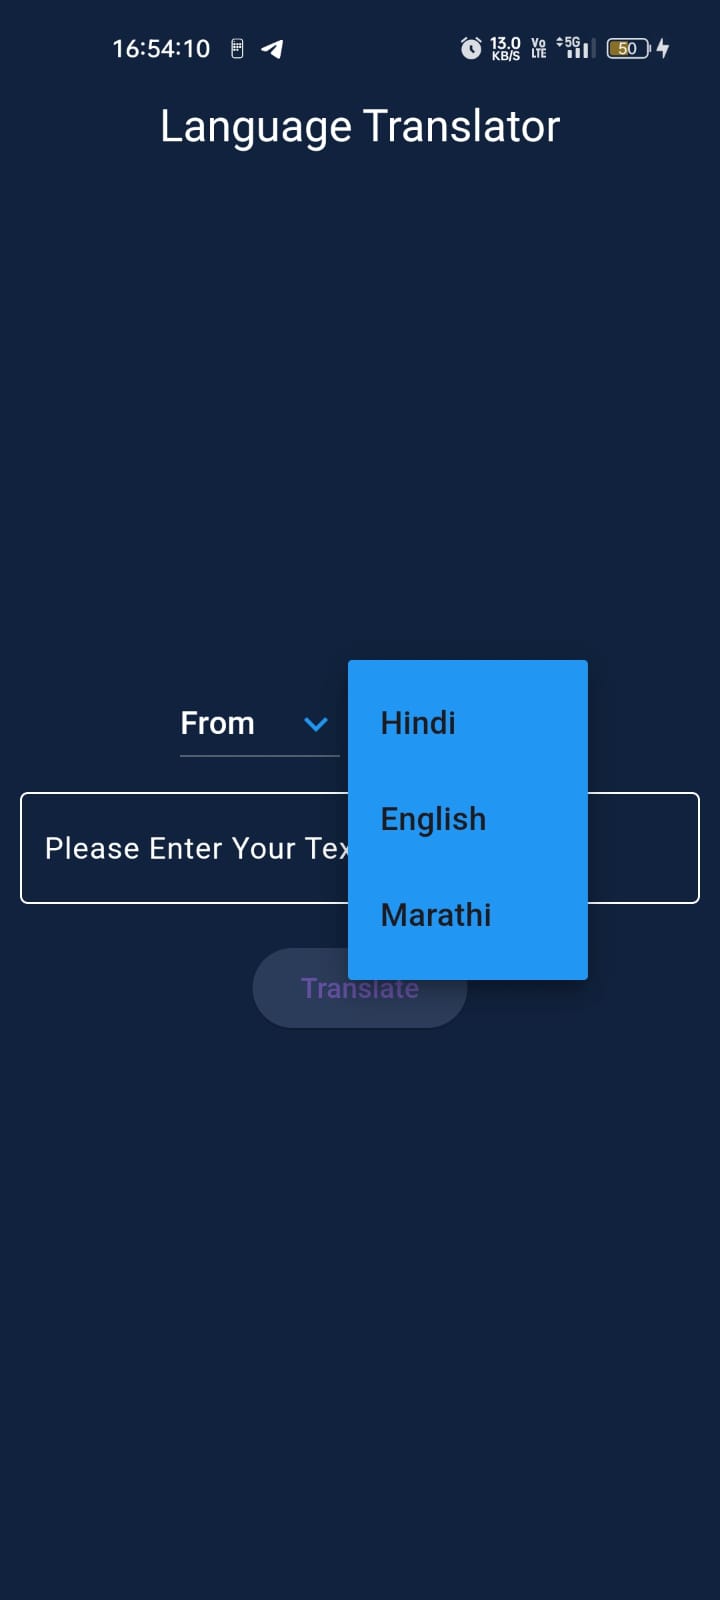 16:54:10 13.0 KB/S Vo LTE 5G 50
Language Translator
From
Hindi
Please Enter Your Tex
English
Marathi
Translate